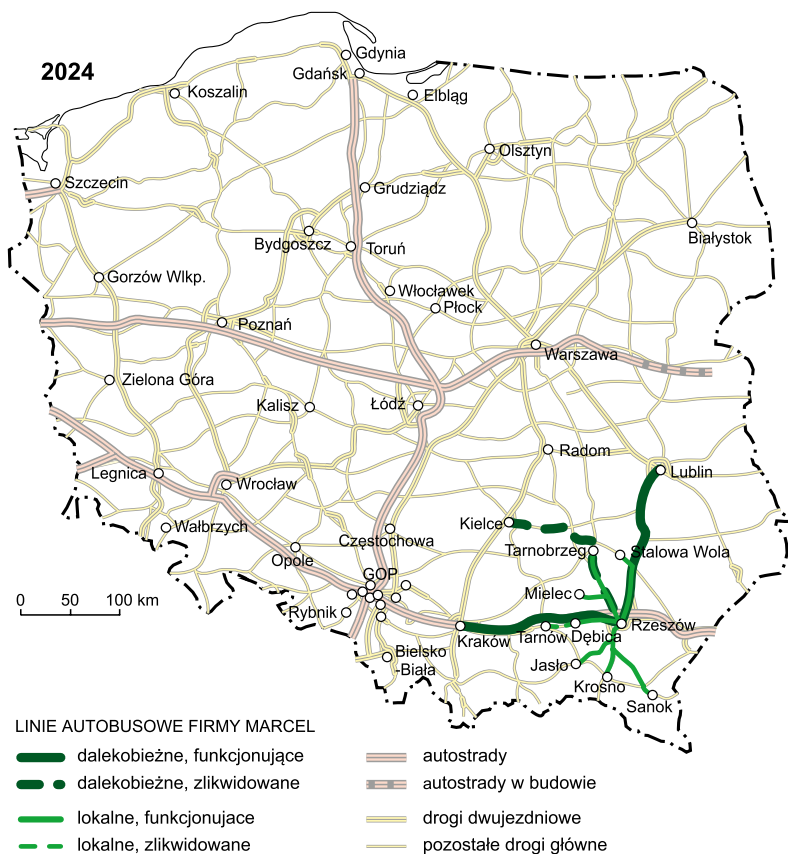 2024
Gdynia
Gdańsk
Koszalin
Elbląg
Olsztyn
Szczecin
Grudziądz
Bydgoszcz
Toruń
Białystok
Gorzów Wlkp.
Włocławek
Płock
Poznań
Warszawa
Zielona Góra
Kalisz
Łódź
Radom
Legnica
Wrocław
Lublin
Wałbrzych
Kielce
Częstochowa
Tarnobrzeg
Stalowa Wola
Opole
GOP
Mielec
0 50 100 km
Rybnik
Kraków
Tarnów
Dębica
Rzeszów
Bielsko
-Biała
Jasło
Krosno
Sanok
LINIE AUTOBUSOWE FIRMY MARCEL
dalekobieżne, funkcjonujące
autostrady
dalekobieżne, zlikwidowane
autostrady w budowie
lokalne, funkcjonujace
drogi dwujezdniowe
lokalne, zlikwidowane
pozostałe drogi główne